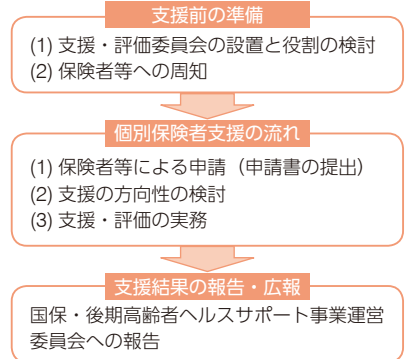 支援前の準備
(1) 支援・評価委員会の設置と役割の検討
(2) 保険者等への周知
個別保険者支援の流れ
(1) 保険者等による申請（申請書の提出）
(2) 支援の方向性の検討
(3) 支援・評価の実務
支援結果の報告・広報
国保・後期高齢者ヘルスサポート事業運営
委員会への報告